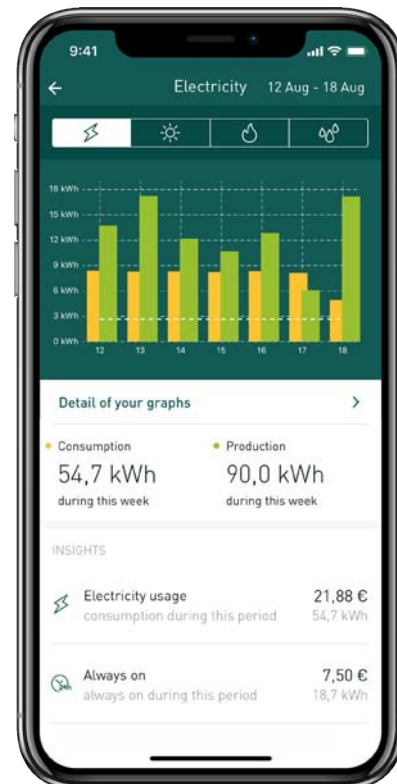 9:41
Electricity 12 Aug - 18 Aug
18 kWh
15 kWh
12 kWh
9 kWh
6 kWh
3 kWh
0 kWh
12 13 14 15 16 17 18
Detail of your graphs
Consumption Production
54,7 kWh 90,0 kWh
during this week during this week
INSIGHTS
Electricity usage 21,88 €
consumption during this period 54,7 kWh
Always on 7,50 €
always on during this period 18,7 kWh